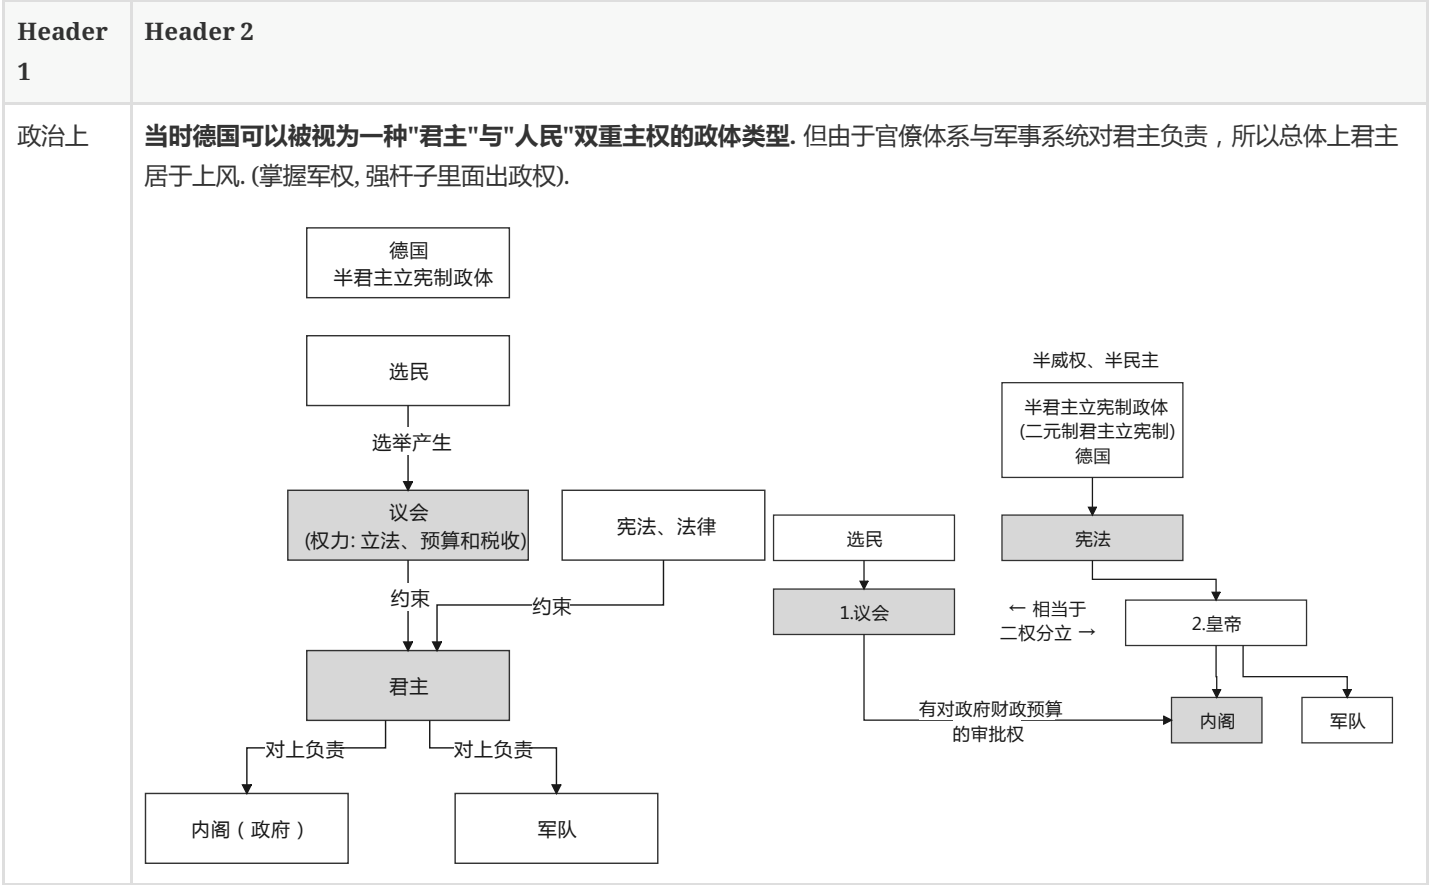 Header
1
Header 2
政治上
当时德国可以被视为一种"君主"与"人民"双重主权的政体类型. 但由于官僚体系与军事系统对君主负责，所以总体上君主
居于上风. (掌握军权, 强杆子里面出政权).
德国
半君主立宪制政体
选民
选举产生
议会
(权力: 立法、预算和税收)
宪法、法律
约束
约束
君主
对上负责
对上负责
内阁（政府）
军队
半威权、半民主
半君主立宪制政体
(二元制君主立宪制)
德国
选民
宪法
1.议会
← 相当于
二权分立 →
2.皇帝
有对政府财政预算
的审批权
内阁
军队